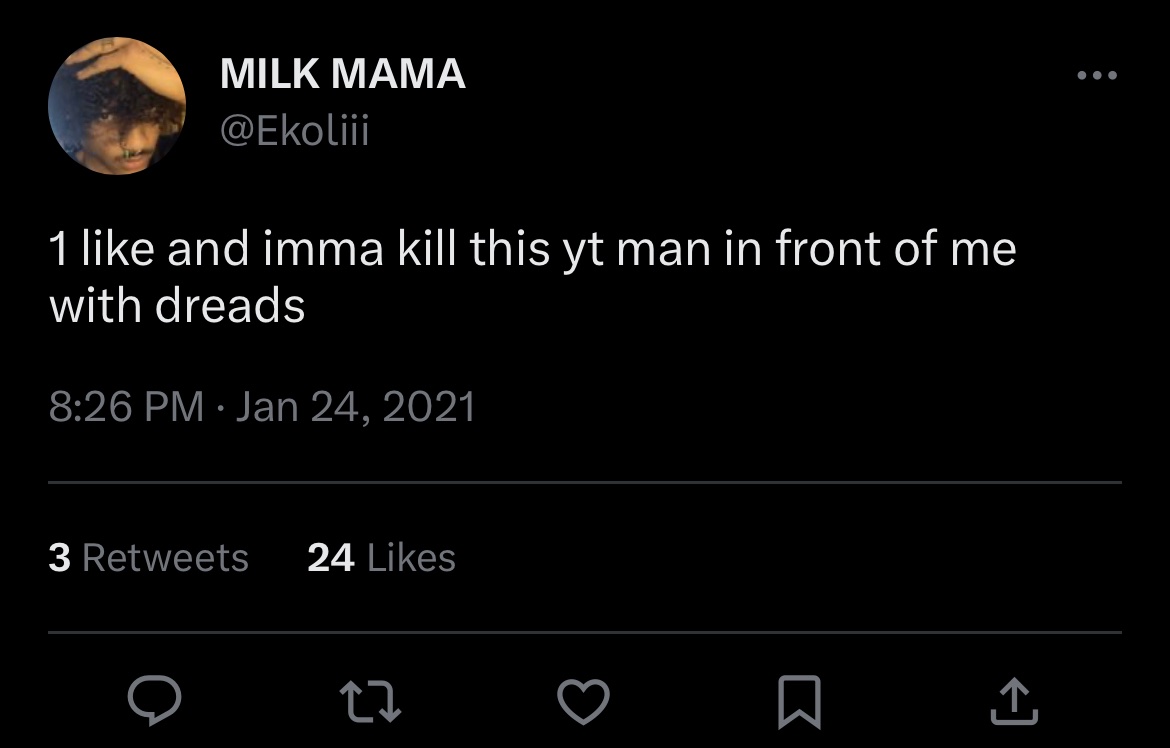 MILK MAMA
@Ekoliii
1 like and imma kill this yt man in front of me
with dreads
8:26 PM · Jan 24, 2021
3 Retweets 24 Likes